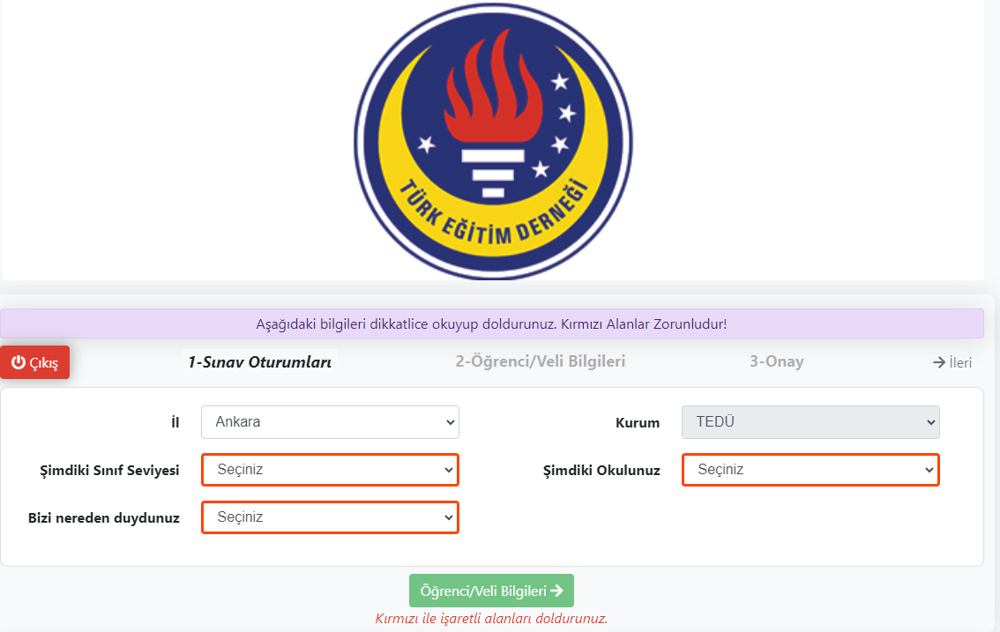 TÜRK EĞİTİM DERNEĞİ
Aşağıdaki bilgileri dikkatlice okuyup doldurunuz. Kırmızı Alanlar Zorunludur!
Çıkış
1-Sınav Oturumları
2-Öğrenci/Veli Bilgileri
3-Onay
→ İleri
İl
Ankara
Kurum
TEDÜ
Şimdiki Sınıf Seviyesi
Seçiniz
Şimdiki Okulunuz
Seçiniz
Bizi nereden duydunuz
Seçiniz
Öğrenci/Veli Bilgileri →
Kırmızı ile işaretli alanları doldurunuz.